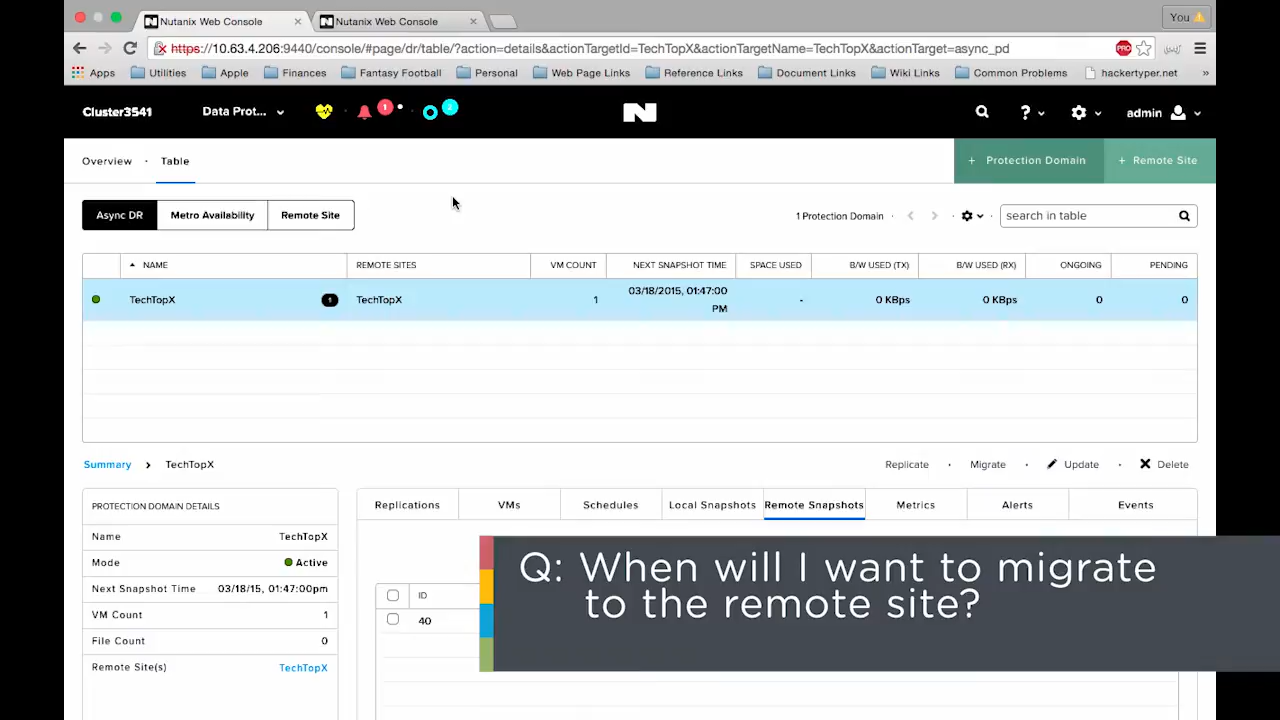 Nutanix Web Console ×
Nutanix Web Console ×
You
https://10.63.4.206:9440/console/#page/dr/table/?action=details&actionTargetId=TechTopX&actionTargetName=TechTopX&actionTarget=async_pd
PRO
Apps Utilities Apple Finances Fantasy Football Personal Web Page Links Reference Links Document Links Wiki Links Common Problems hackertyper.net »
Cluster3541 Data Prot... 1 2 N ? admin
Overview · Table + Protection Domain + Remote Site
Async DR Metro Availability Remote Site 1 Protection Domain · < > · search in table
NAME REMOTE SITES VM COUNT NEXT SNAPSHOT TIME SPACE USED B/W USED (TX) B/W USED (RX) ONGOING PENDING
TechTopX 1 TechTopX 1 03/18/2015, 01:47:00 PM - 0 KBps 0 KBps 0 0
Summary > TechTopX Replicate · Migrate · Update · Delete
PROTECTION DOMAIN DETAILS
Name TechTopX
Mode Active
Next Snapshot Time 03/18/15, 01:47:00pm
VM Count 1
File Count 0
Remote Site(s) TechTopX
Replications VMs Schedules Local Snapshots Remote Snapshots Metrics Alerts Events
ID
40
Q: When will I want to migrate
to the remote site?